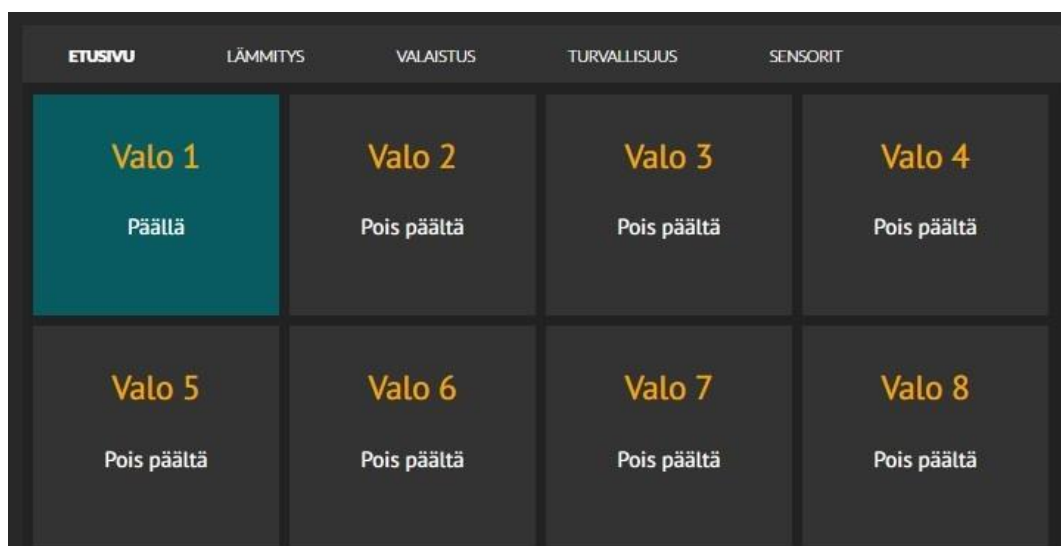 ETUSIVU LÄMMITYS VALAISTUS TURVALLISUUS SENSORIT
Valo 1 Valo 2 Valo 3 Valo 4
Päällä Pois päältä Pois päältä Pois päältä
Valo 5 Valo 6 Valo 7 Valo 8
Pois päältä Pois päältä Pois päältä Pois päältä